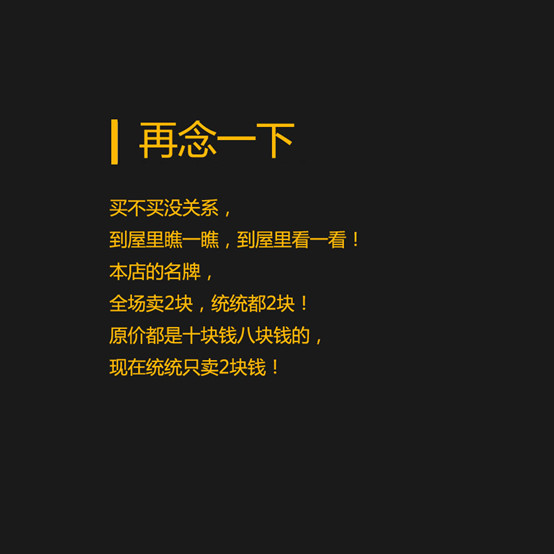 再念一下
买不买没关系，
到屋里瞧一瞧，到屋里看一看！
本店的名牌，
全场卖2块，统统都2块！
原价都是十块钱八块钱的，
现在统统只卖2块钱！